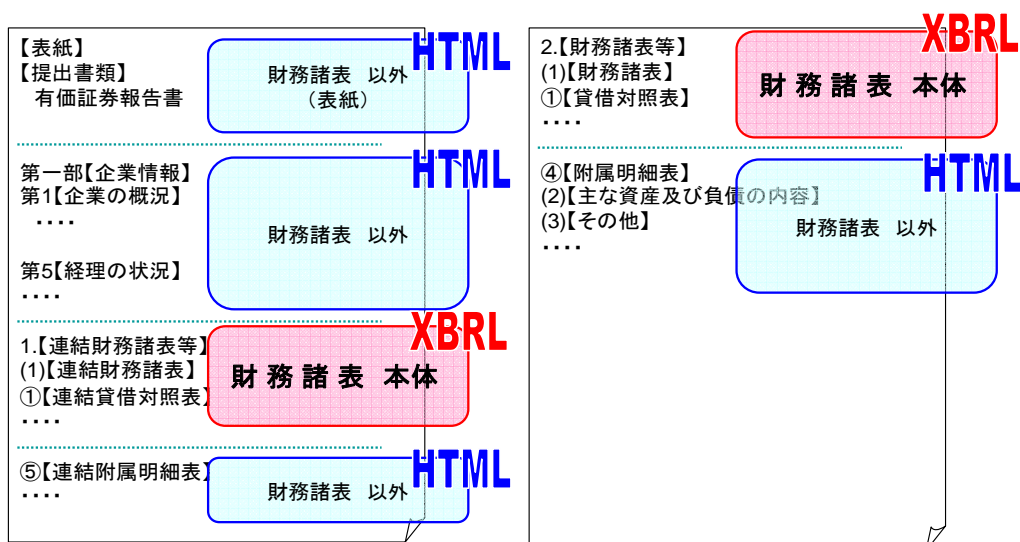 【表紙】
【提出書類】
有価証券報告書
HTML
財務諸表 以外
（表紙）
第一部【企業情報】
第1【企業の概況】
････
第5【経理の状況】
････
HTML
財務諸表 以外
1.【連結財務諸表等】
(1)【連結財務諸表】
①【連結貸借対照表】
････
XBRL
財務諸表 本体
⑤【連結附属明細表】
････
HTML
財務諸表 以外
2.【財務諸表等】
(1)【財務諸表】
①【貸借対照表】
････
XBRL
財務諸表 本体
④【附属明細表】
(2)【主な資産及び負債の内容】
(3)【その他】
････
HTML
財務諸表 以外